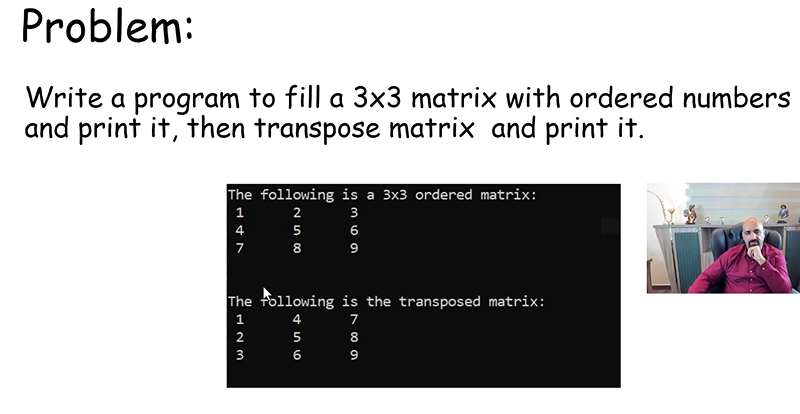 Problem:
Write a program to fill a 3x3 matrix with ordered numbers
and print it, then transpose matrix and print it.
The following is a 3x3 ordered matrix:
1 2 3
4 5 6
7 8 9
The following is the transposed matrix:
1 4 7
2 5 8
3 6 9